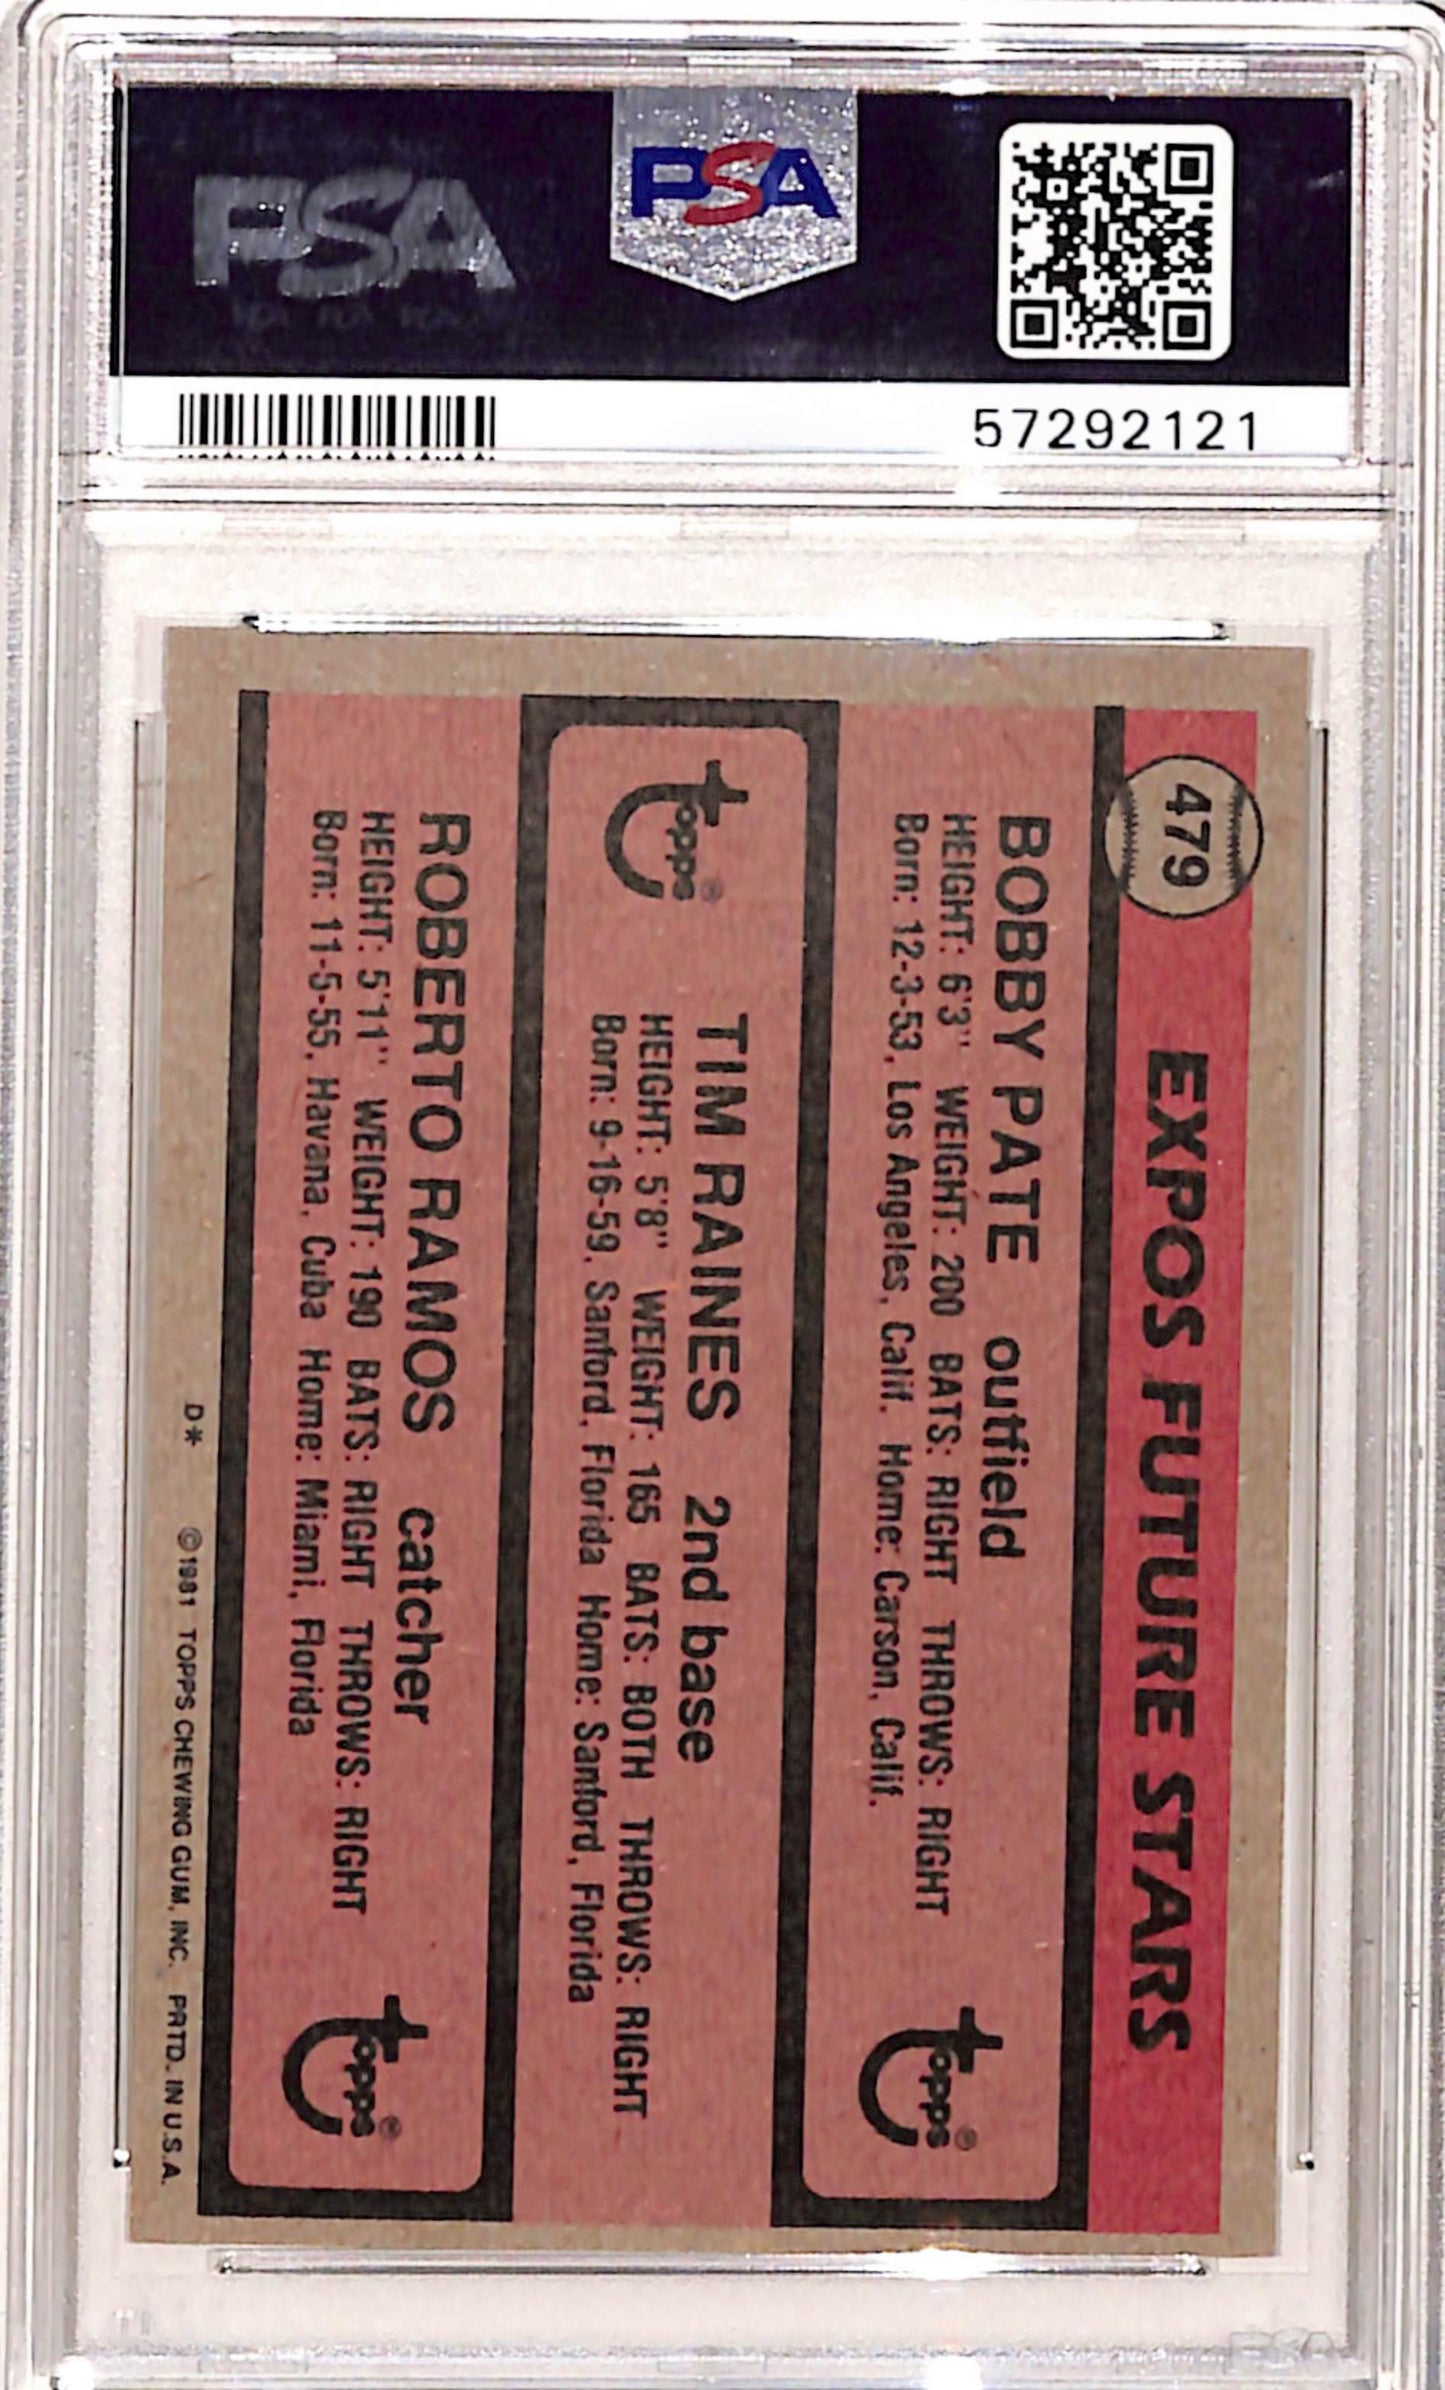 PSA
PSA
57292121
479
EXPOS FUTURE STARS
BOBBY PATE outfield
HEIGHT: 6'3" WEIGHT: 200 BATS: RIGHT THROWS: RIGHT
Born: 12-3-53, Los Angeles, Calif. Home: Carson, Calif.
topps®
topps®
TIM RAINES 2nd base
HEIGHT: 5'8" WEIGHT: 165 BATS: BOTH THROWS: RIGHT
Born: 9-16-59, Sanford, Florida Home: Sanford, Florida
ROBERTO RAMOS catcher
HEIGHT: 5'11" WEIGHT: 190 BATS: RIGHT THROWS: RIGHT
Born: 11-5-55, Havana, Cuba Home: Miami, Florida
topps®
D* ©1981 TOPPS CHEWING GUM, INC. PRTD. IN U.S.A.
PSA